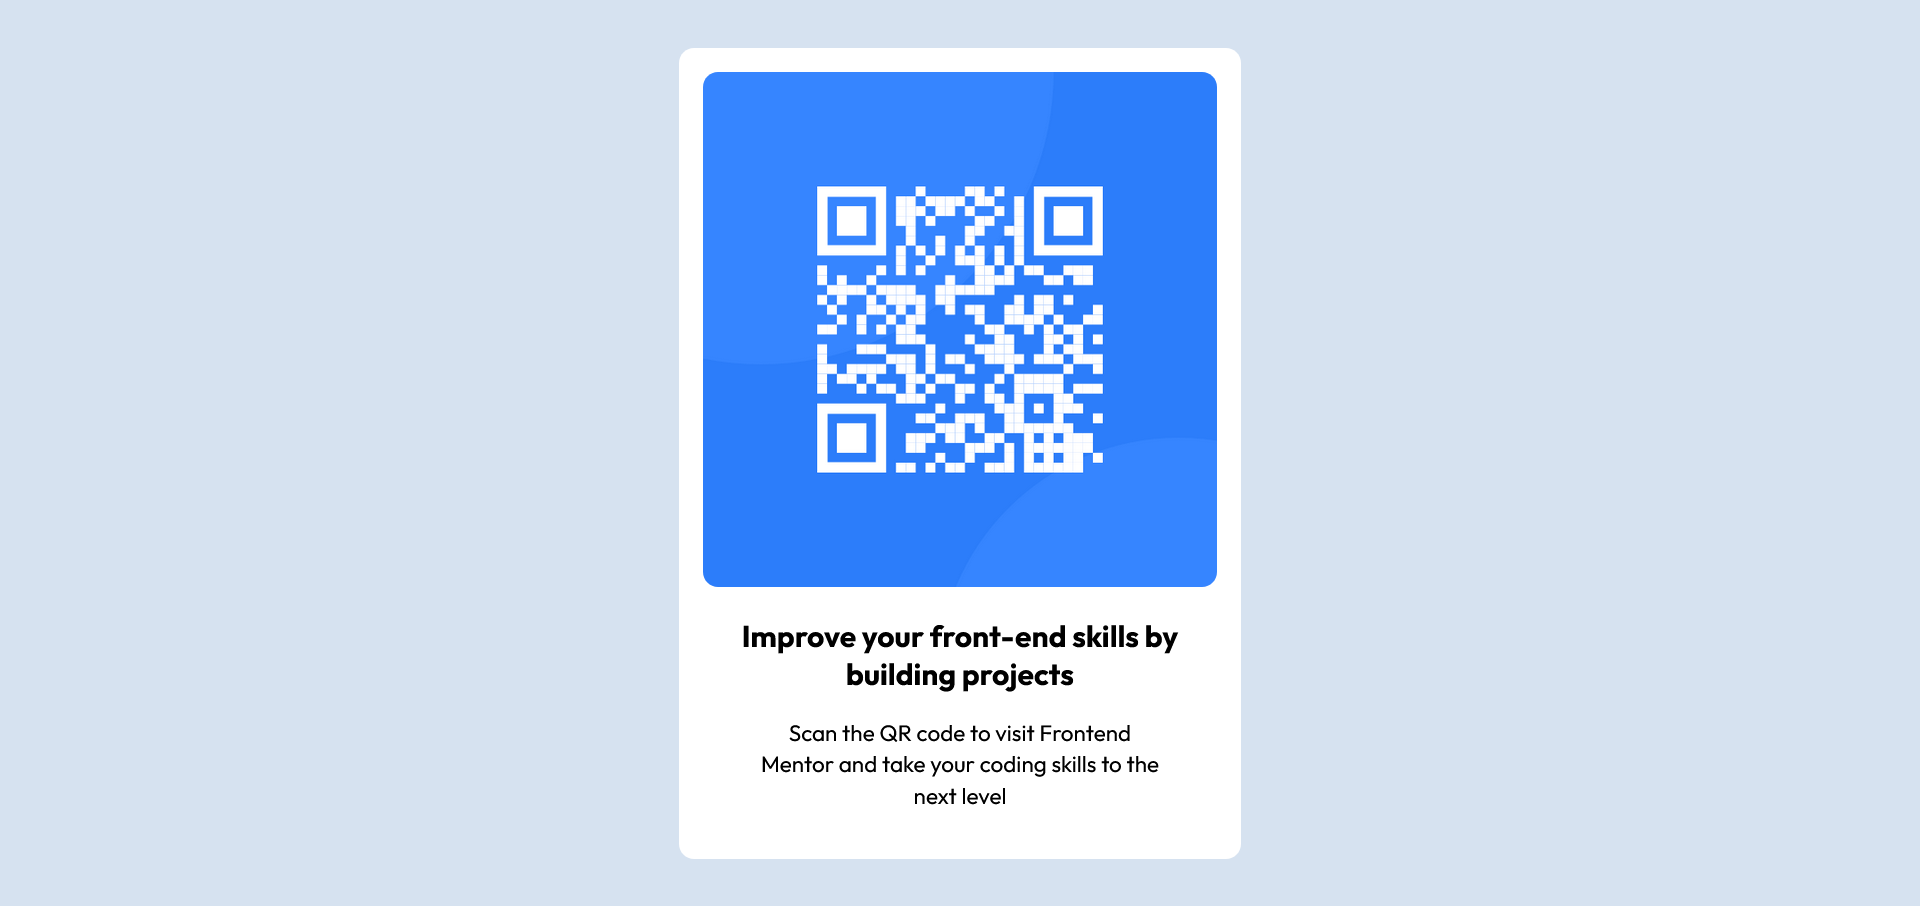 Improve your front-end skills by
building projects
Scan the QR code to visit Frontend
Mentor and take your coding skills to the
next level